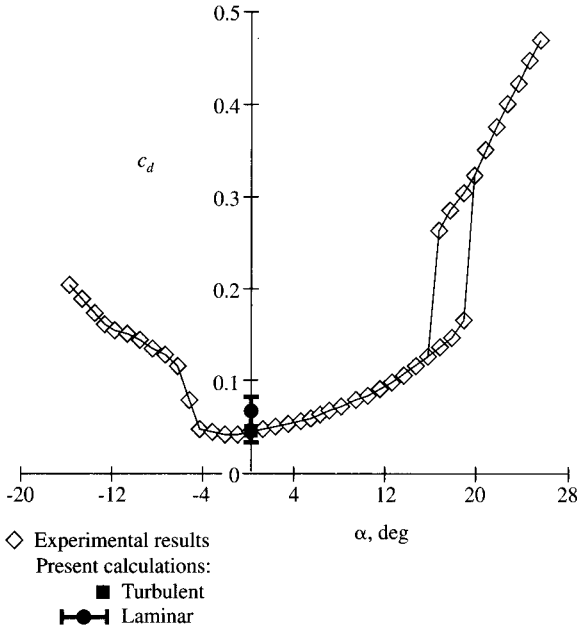 0.5
0.4
c_d
0.3
0.2
0.1
0
-20 -12 -4 4 12 20 28
α, deg
Experimental results
Present calculations:
Turbulent
Laminar